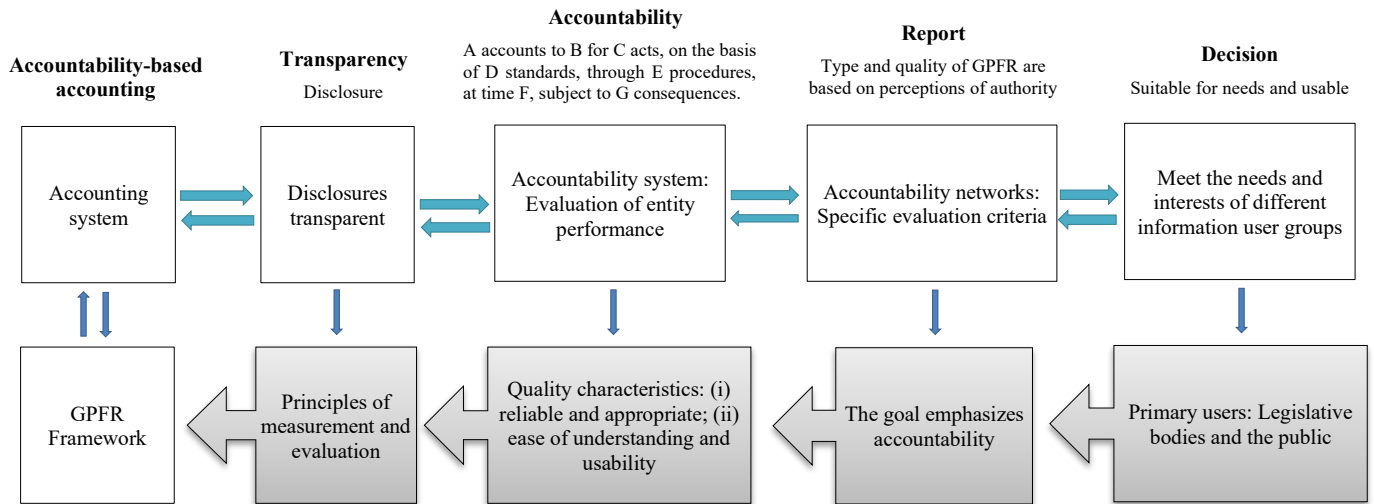 Accountability-based
accounting
Transparency
Disclosure
Accountability
A accounts to B for C acts, on the basis
of D standards, through E procedures,
at time F, subject to G consequences.
Report
Type and quality of GPFR are
based on perceptions of authority
Decision
Suitable for needs and usable
Accounting
system
Disclosures
transparent
Accountability system:
Evaluation of entity
performance
Accountability networks:
Specific evaluation criteria
Meet the needs and
interests of different
information user groups
GPFR
Framework
Principles of
measurement and
evaluation
Quality characteristics: (i)
reliable and appropriate; (ii)
ease of understanding and
usability
The goal emphasizes
accountability
Primary users: Legislative
bodies and the public